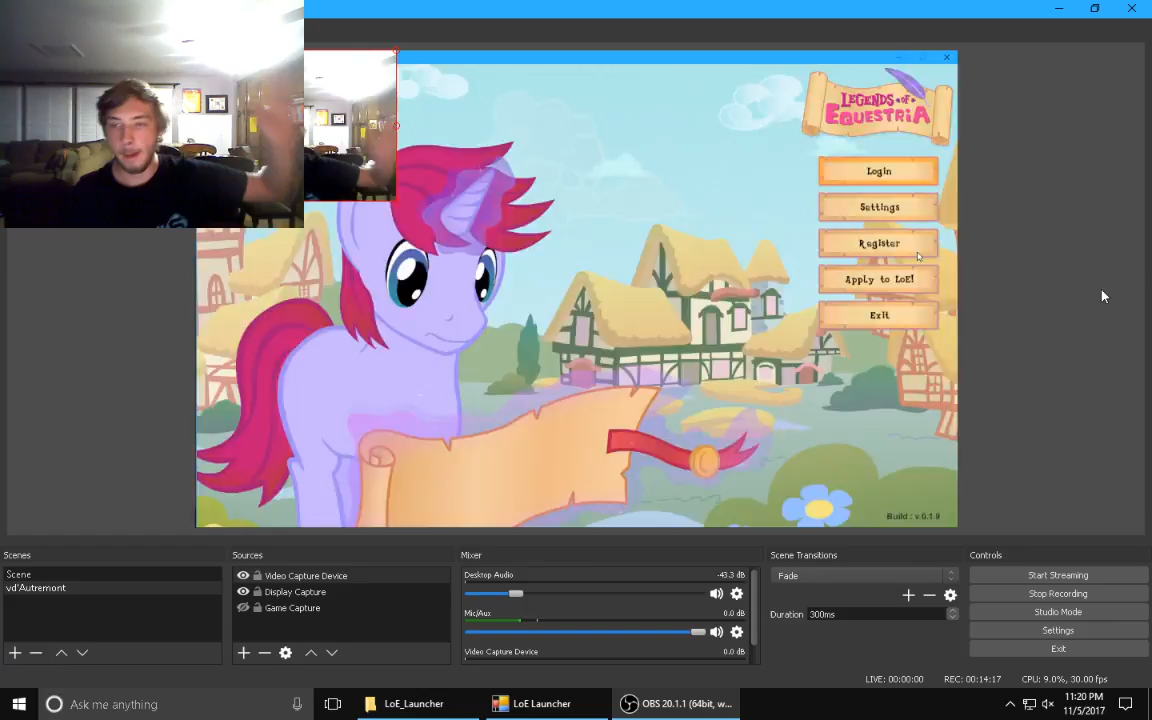 LEGENDS OF
EQUESTRIA
Login
Settings
Register
Apply to LoE!
Exit
Build : v.0.1.9
Scenes
Scene
vd'Autremont
Sources
Video Capture Device
Display Capture
Game Capture
Mixer
Desktop Audio
-43.3 dB
Mic/Aux
0.0 dB
Video Capture Device
0.0 dB
Scene Transitions
Fade
Duration
300ms
Controls
Start Streaming
Stop Recording
Studio Mode
Settings
Exit
LIVE: 00:00:00
REC: 00:14:17
CPU: 9.0%, 30.00 fps
Ask me anything
LoE_Launcher
LoE Launcher
OBS 20.1.1 (64bit, w...
11:20 PM
11/5/2017